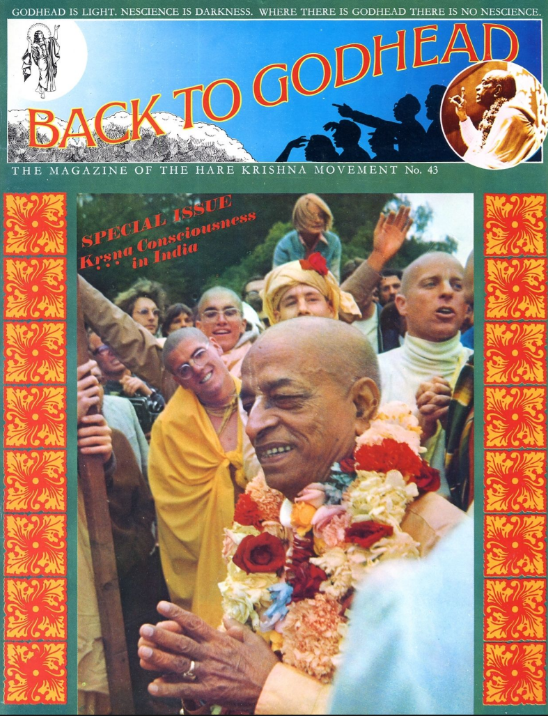 GODHEAD IS LIGHT. NESCIENCE IS DARKNESS. WHERE THERE IS GODHEAD THERE IS NO NESCIENCE.
BACK TO GODHEAD
THE MAGAZINE OF THE HARE KRISHNA MOVEMENT No. 43
SPECIAL ISSUE
Kṛṣṇa Consciousness
in India